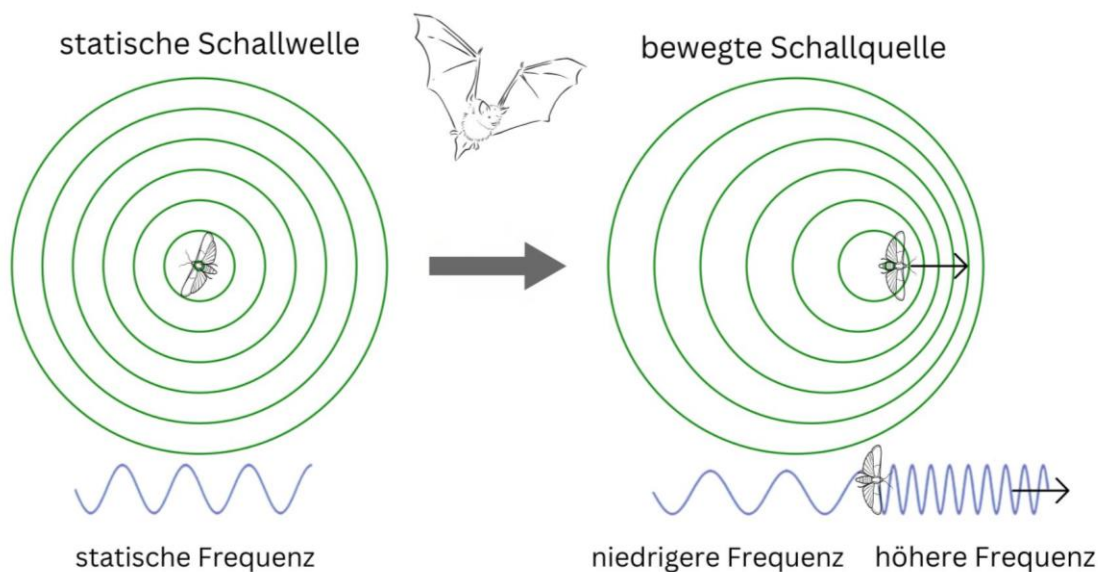 statische Schallwelle
bewegte Schallquelle
statische Frequenz
niedrigere Frequenz
höhere Frequenz